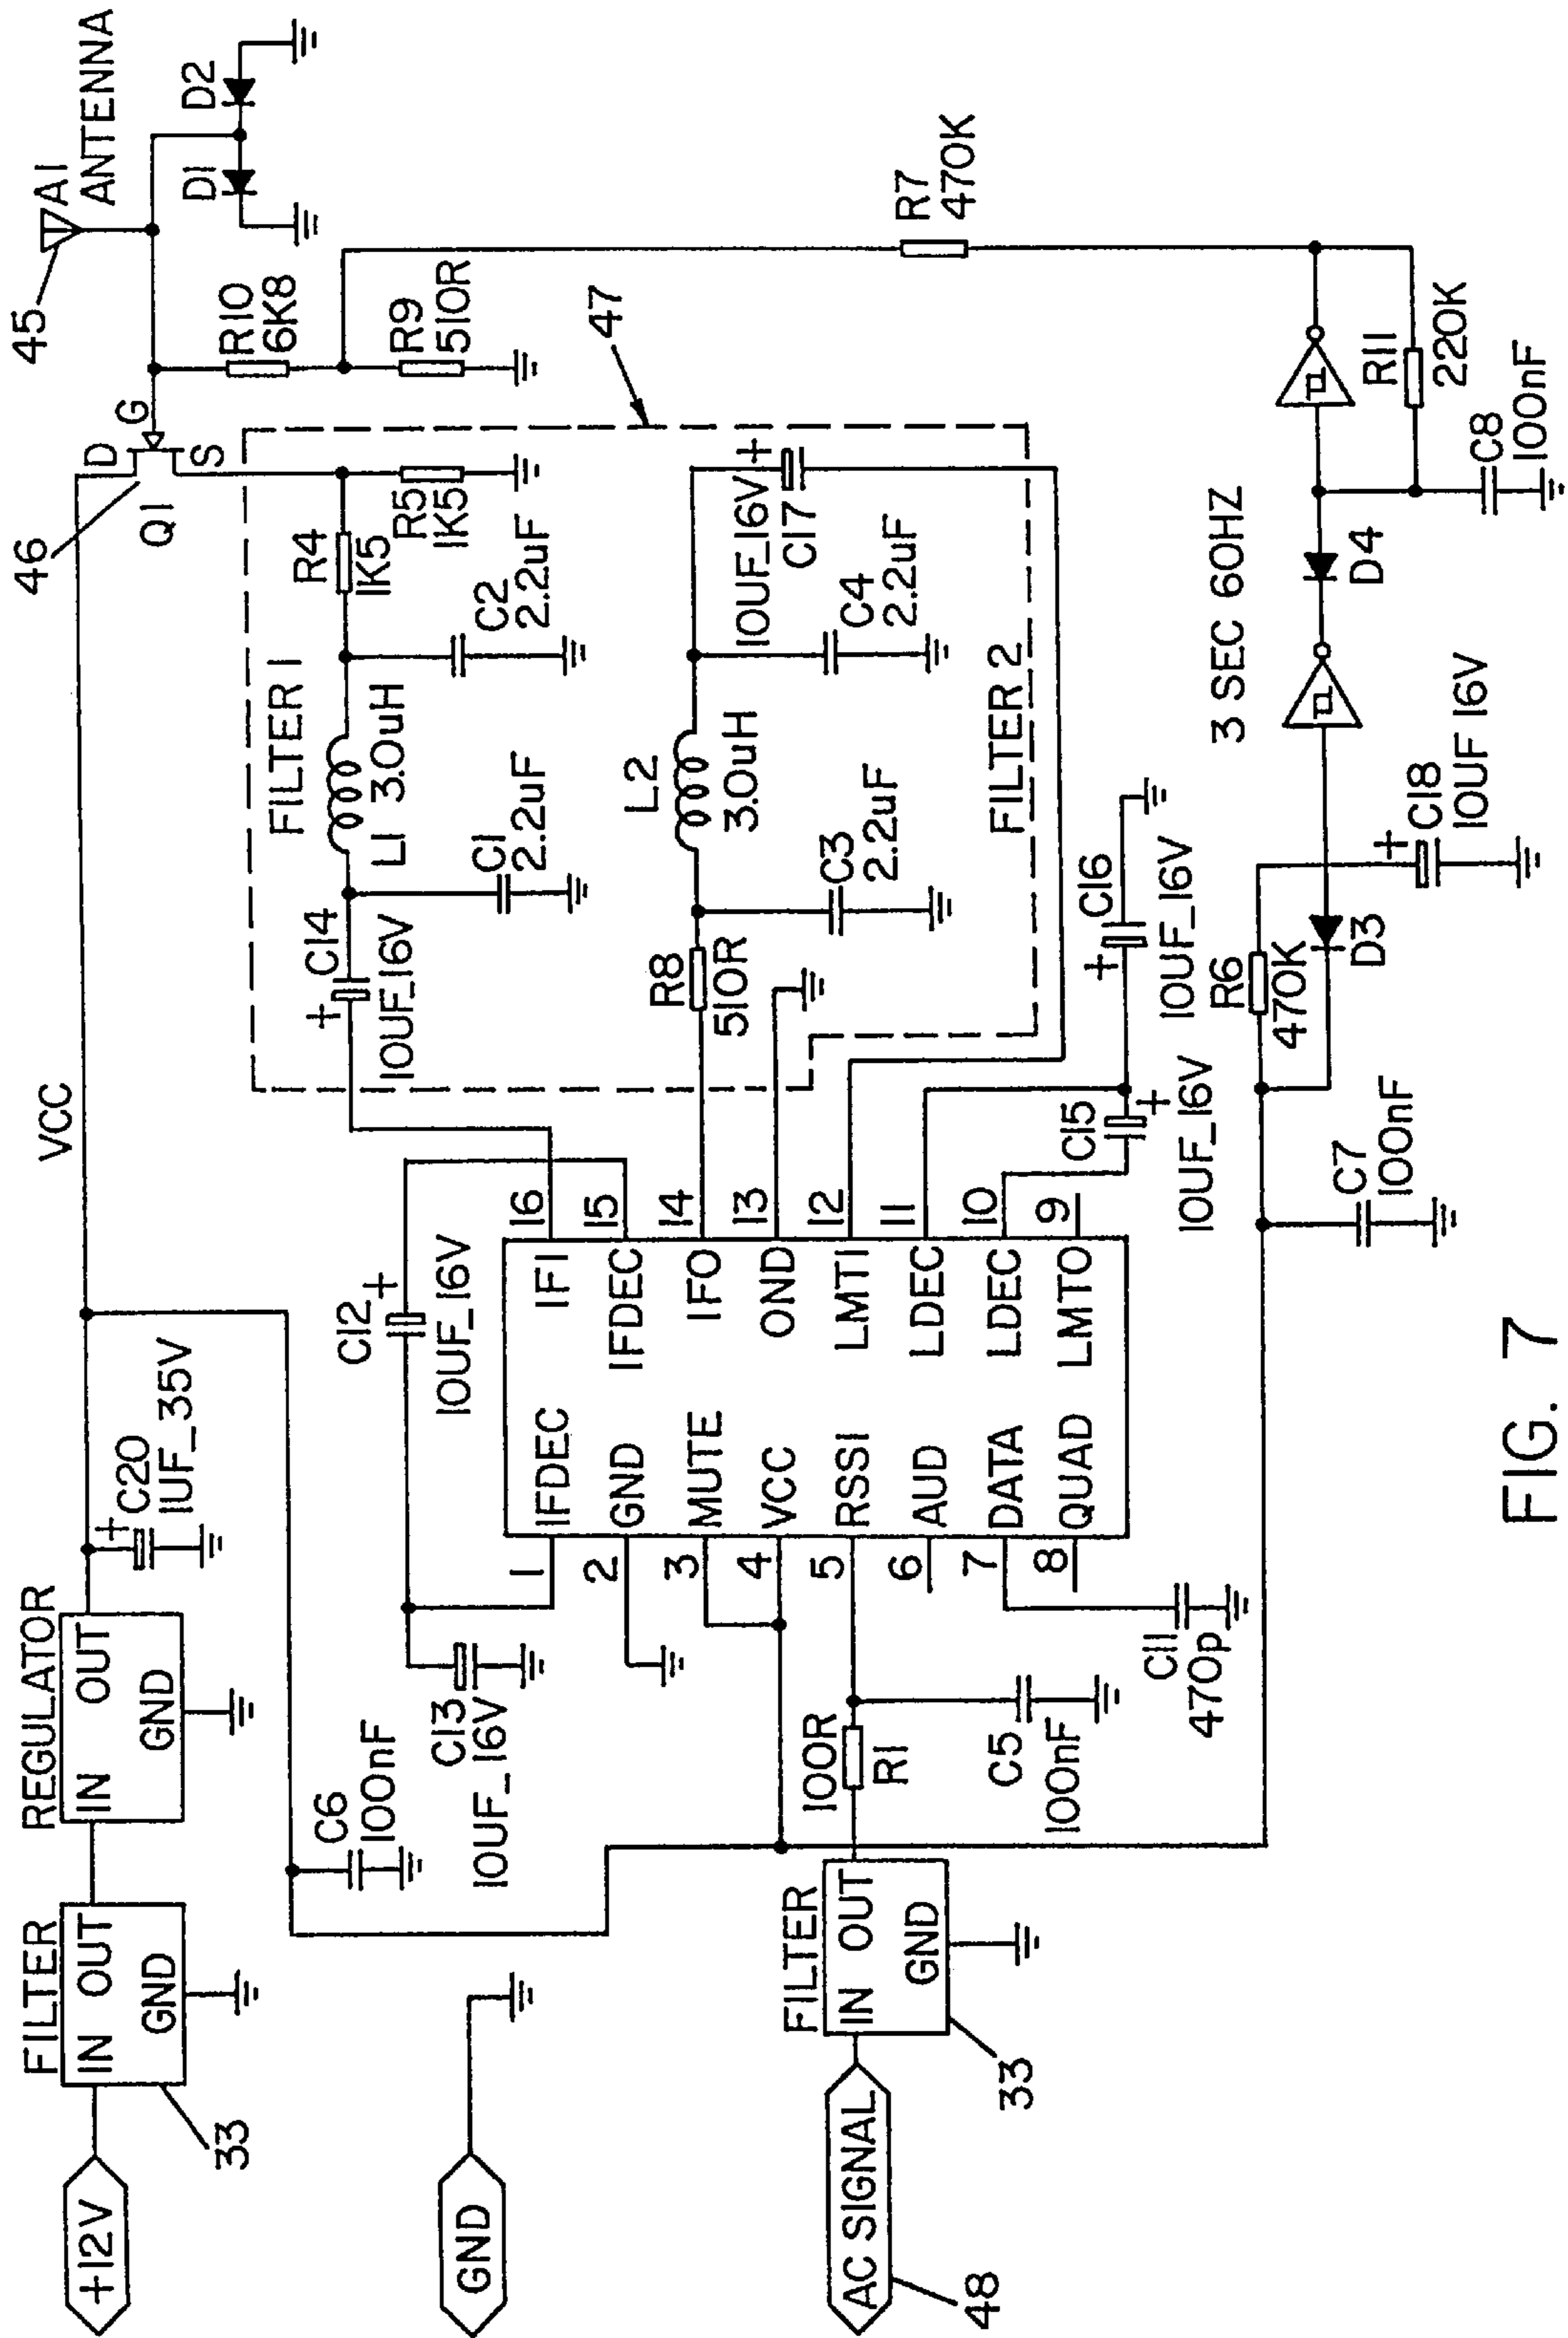 +12V
33
FILTER
IN OUT
GND
REGULATOR
IN OUT
GND
C20
1UF_35V
VCC
46
Q1
D
G
S
45
A1
ANTENNA
D1
D2
R10
6K8
R9
510R
47
R7
470K
FILTER 1
C14
10UF_16V
L1 3.0uH
C1
2.2uF
C2
2.2uF
R4
1K5
R5
1K5
R8
510R
L2
3.0uH
C3
2.2uF
C4
2.2uF
10UF_16V
C17
FILTER 2
C6
100nF
C12
10UF_16V
C13
10UF_16V
GND
1
2
3
4
5
6
7
8
IFDEC
GND
MUTE
VCC
RSSI
AUD
DATA
QUAD
IFI
IFDEC
IFO
OND
LMTI
LDEC
LDEC
LMTO
16
15
14
13
12
11
10
9
C15
10UF_16V
C16
10UF_16V
AC SIGNAL
48
FILTER
IN OUT
GND
33
100R
R1
C5
100nF
C11
470p
C7
100nF
R6
470K
D3
C18
10UF 16V
3 SEC 60HZ
D4
R11
220K
C8
100nF
FIG. 7